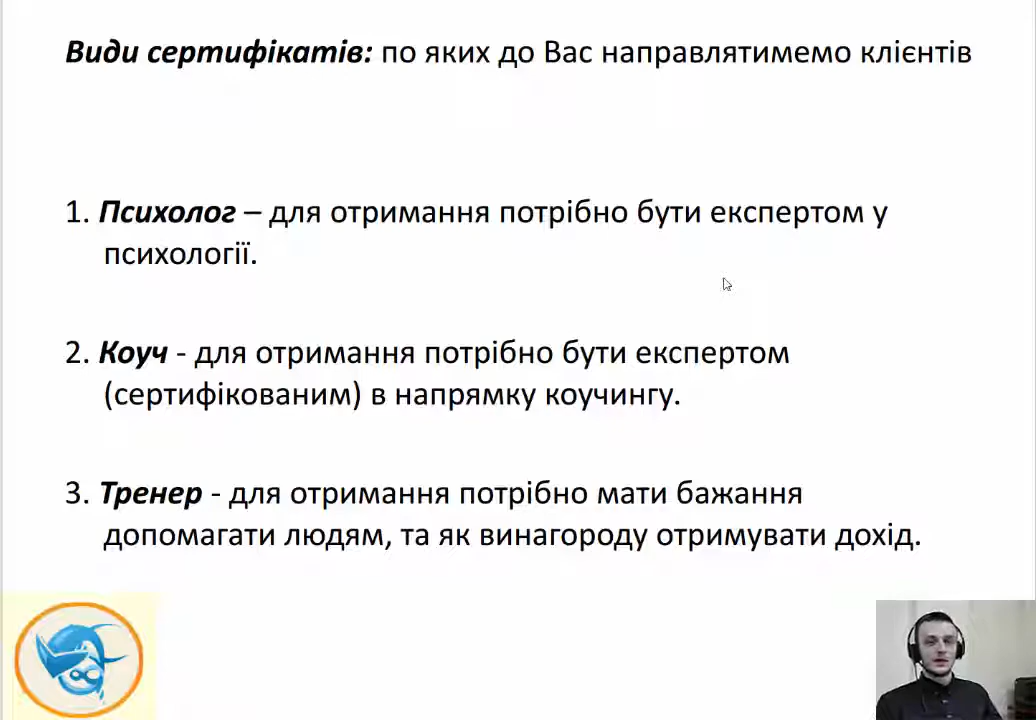 Види сертифікатів: по яких до Вас направлятимемо клієнтів
1. Психолог – для отримання потрібно бути експертом у
психології.
2. Коуч - для отримання потрібно бути експертом
(сертифікованим) в напрямку коучингу.
3. Тренер - для отримання потрібно мати бажання
допомагати людям, та як винагороду отримувати дохід.